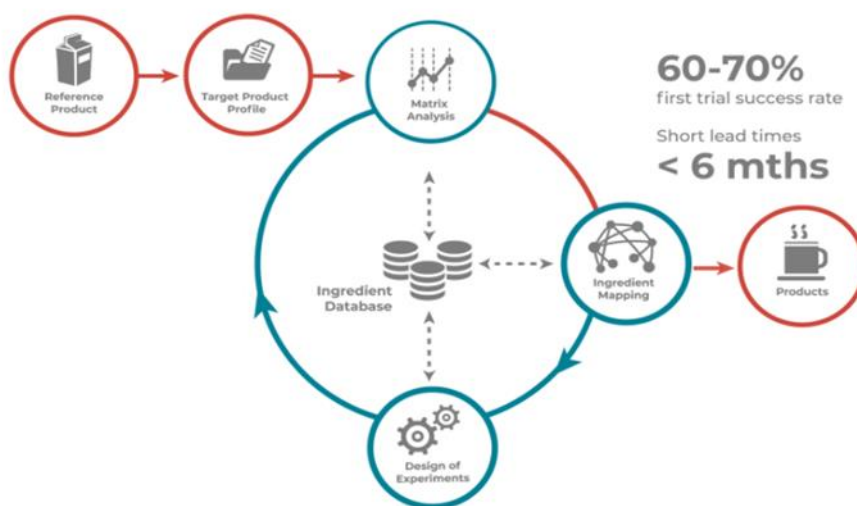 Reference
Product
Target Product
Profile
Matrix
Analysis
60-70%
first trial success rate
Short lead times
< 6 mths
Ingredient
Database
Ingredient
Mapping
Products
Design of
Experiments